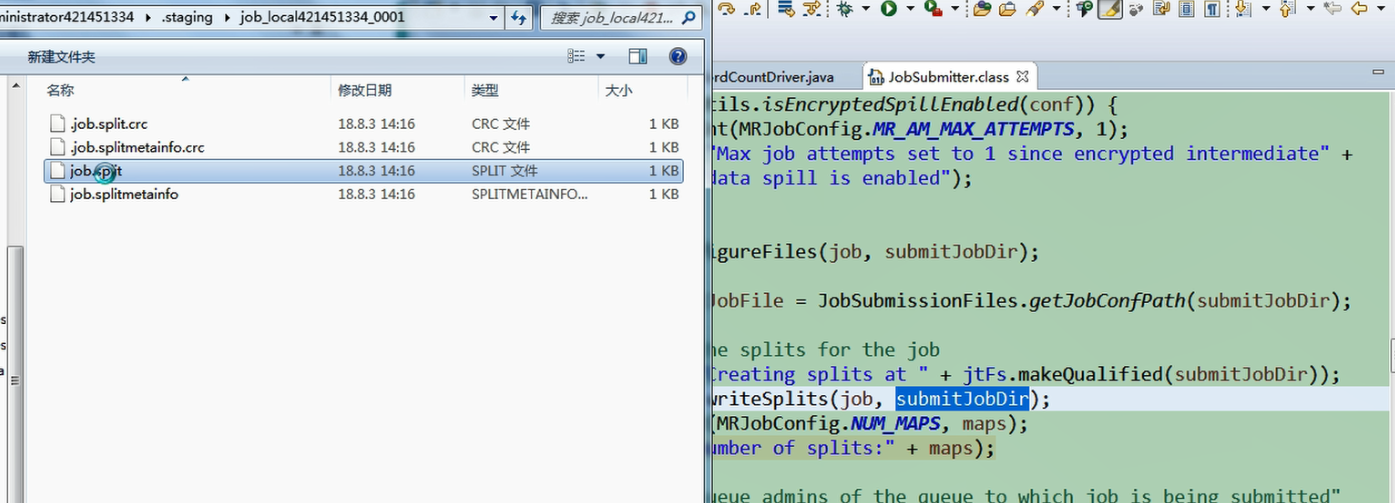 ministrator421451334 ▸ .staging ▸ job_local421451334_0001
搜索 job_local421...
新建文件夹
名称 修改日期 类型 大小
.job.split.crc 18.8.3 14:16 CRC 文件 1 KB
.job.splitmetainfo.crc 18.8.3 14:16 CRC 文件 1 KB
job.split 18.8.3 14:16 SPLIT 文件 1 KB
job.splitmetainfo 18.8.3 14:16 SPLITMETAINFO... 1 KB
s
s
a
rdCountDriver.java JobSubmitter.class
tils.isEncryptedSpillEnabled(conf)) {
nt(MRJobConfig.MR_AM_MAX_ATTEMPTS, 1);
"Max job attempts set to 1 since encrypted intermediate" +
data spill is enabled");
igureFiles(job, submitJobDir);
JobFile = JobSubmissionFiles.getJobConfPath(submitJobDir);
he splits for the job
Creating splits at " + jtFs.makeQualified(submitJobDir));
writeSplits(job, submitJobDir);
(MRJobConfig.NUM_MAPS, maps);
umber of splits:" + maps);
ueue admins of the queue to which job is being submitted"